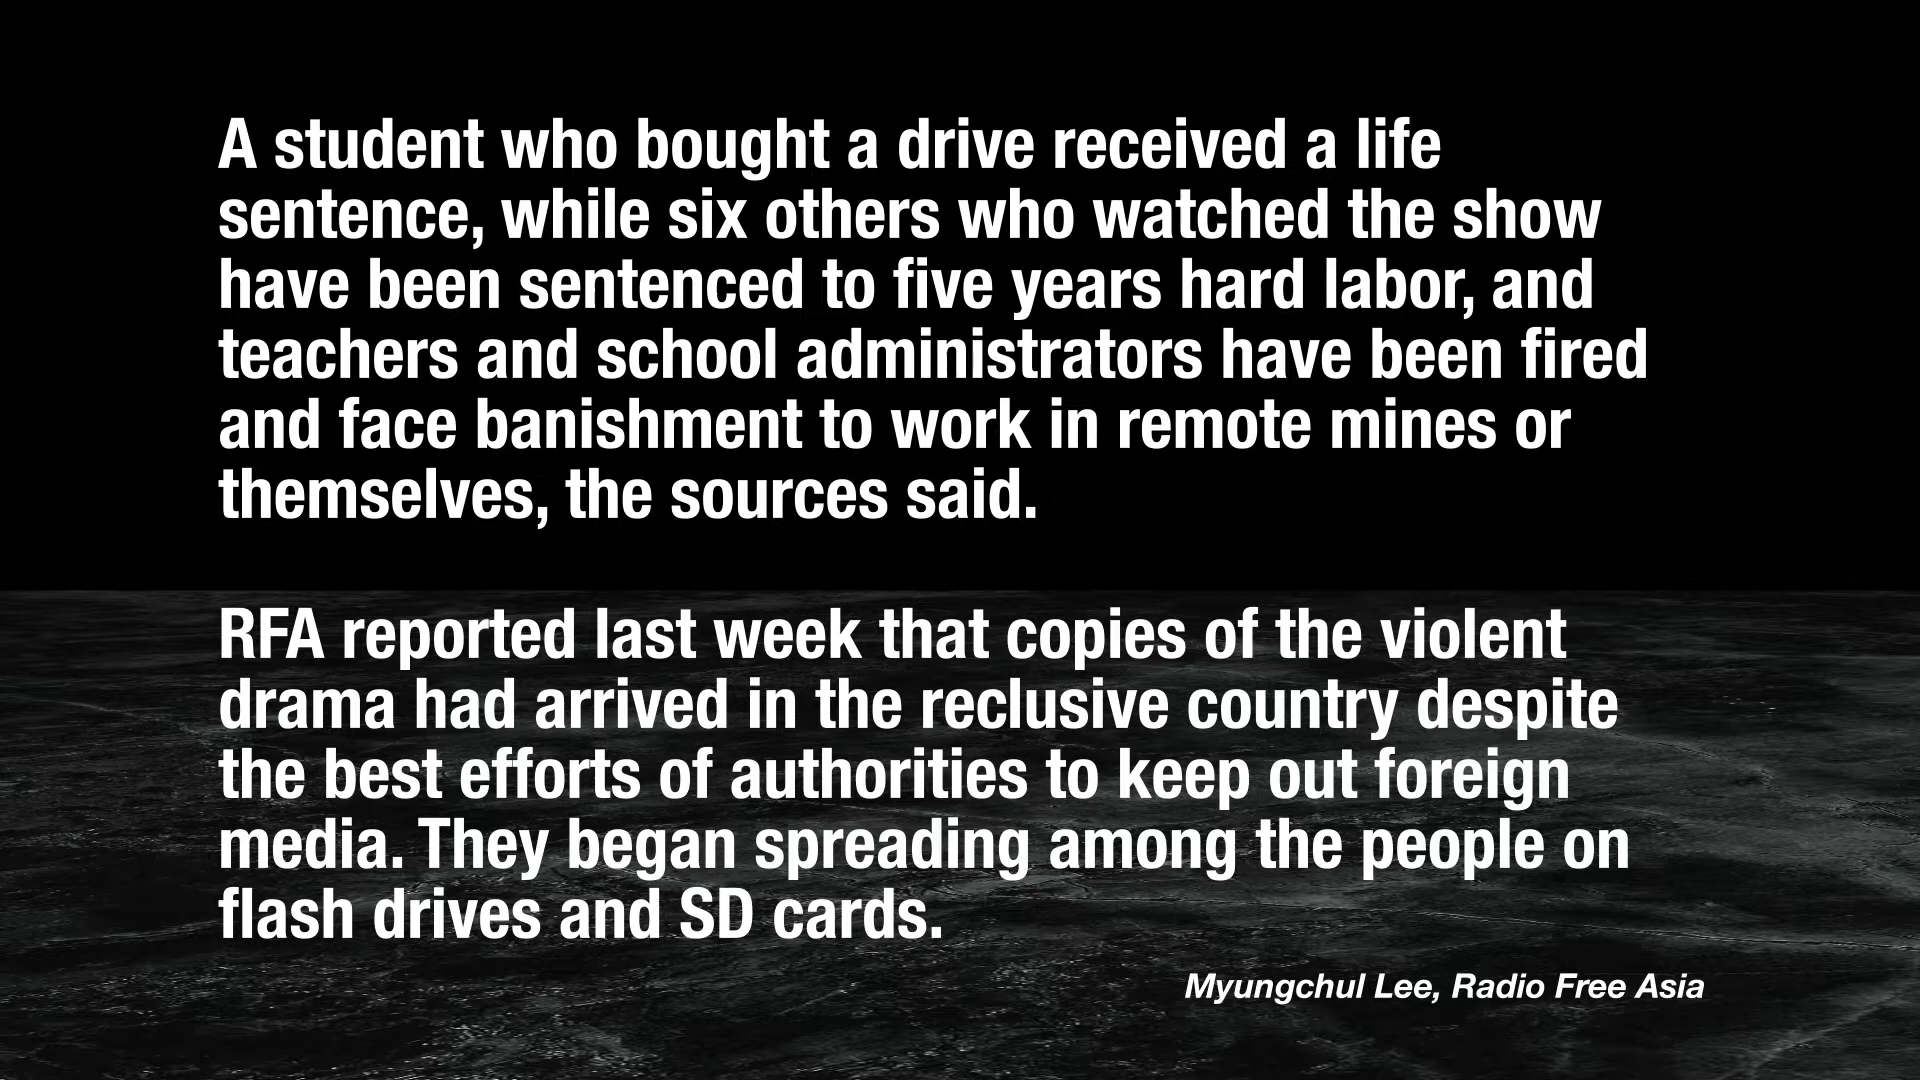 A student who bought a drive received a life
sentence, while six others who watched the show
have been sentenced to five years hard labor, and
teachers and school administrators have been fired
and face banishment to work in remote mines or
themselves, the sources said.
RFA reported last week that copies of the violent
drama had arrived in the reclusive country despite
the best efforts of authorities to keep out foreign
media. They began spreading among the people on
flash drives and SD cards.
Myungchul Lee, Radio Free Asia